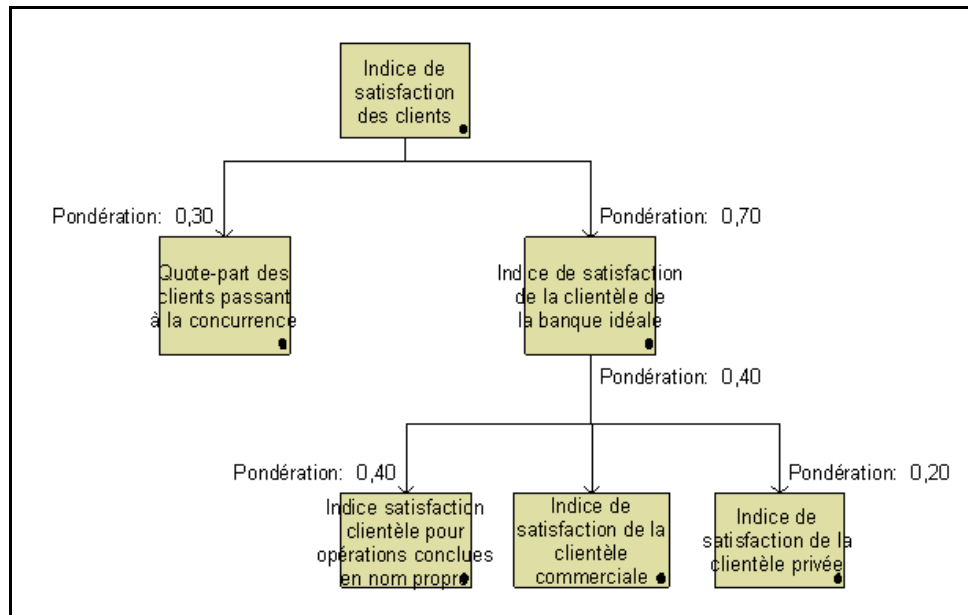 Indice de
satisfaction
des clients
Pondération: 0,30
Pondération: 0,70
Quote-part des
clients passant
à la concurrence
Indice de satisfaction
de la clientèle de
la banque idéale
Pondération: 0,40
Pondération: 0,40
Pondération: 0,20
Indice satisfaction
clientèle pour
opérations conclues
en nom propre
Indice de
satisfaction de la
clientèle
commerciale
Indice de
satisfaction de la
clientèle privée